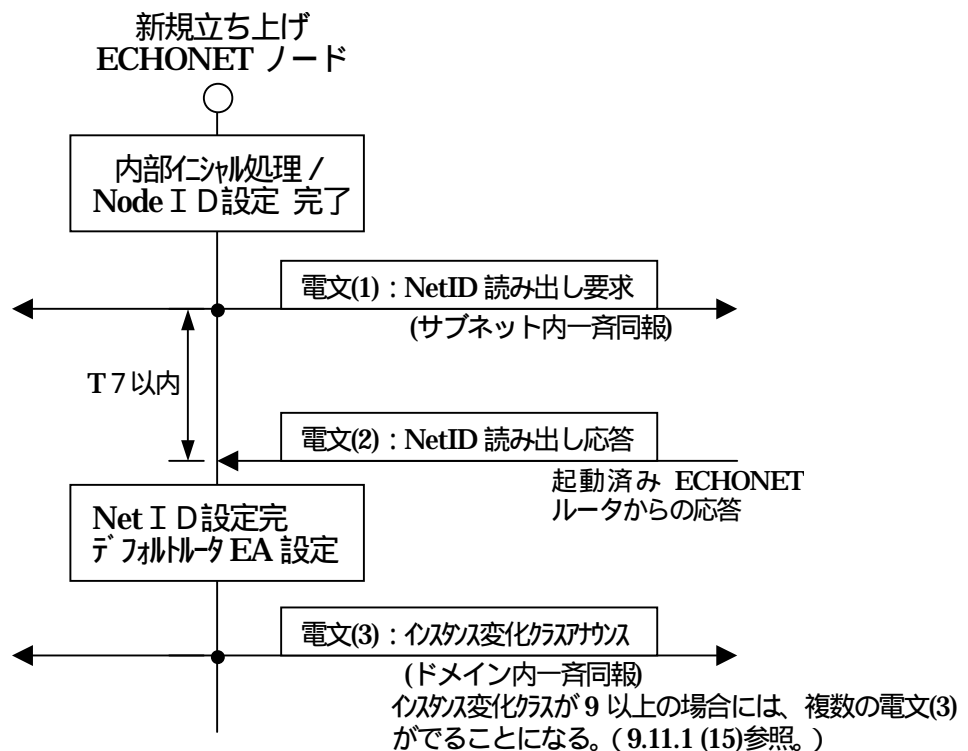 新規立ち上げ
ECHONET ノード
内部イニシャル処理 /
Node ID設定 完了
電文(1) : NetID 読み出し要求
(サブネット内一斉同報)
T7以内
電文(2) : NetID 読み出し応答
起動済み ECHONET
ルータからの応答
Net ID設定完
デフォルトルータ EA 設定
電文(3) : インスタンス変化クラスアナウンス
(ドメイン内一斉同報)
インスタンス変化クラスが 9 以上の場合には、複数の電文(3)
がでることになる。( 9.11.1 (15)参照。)